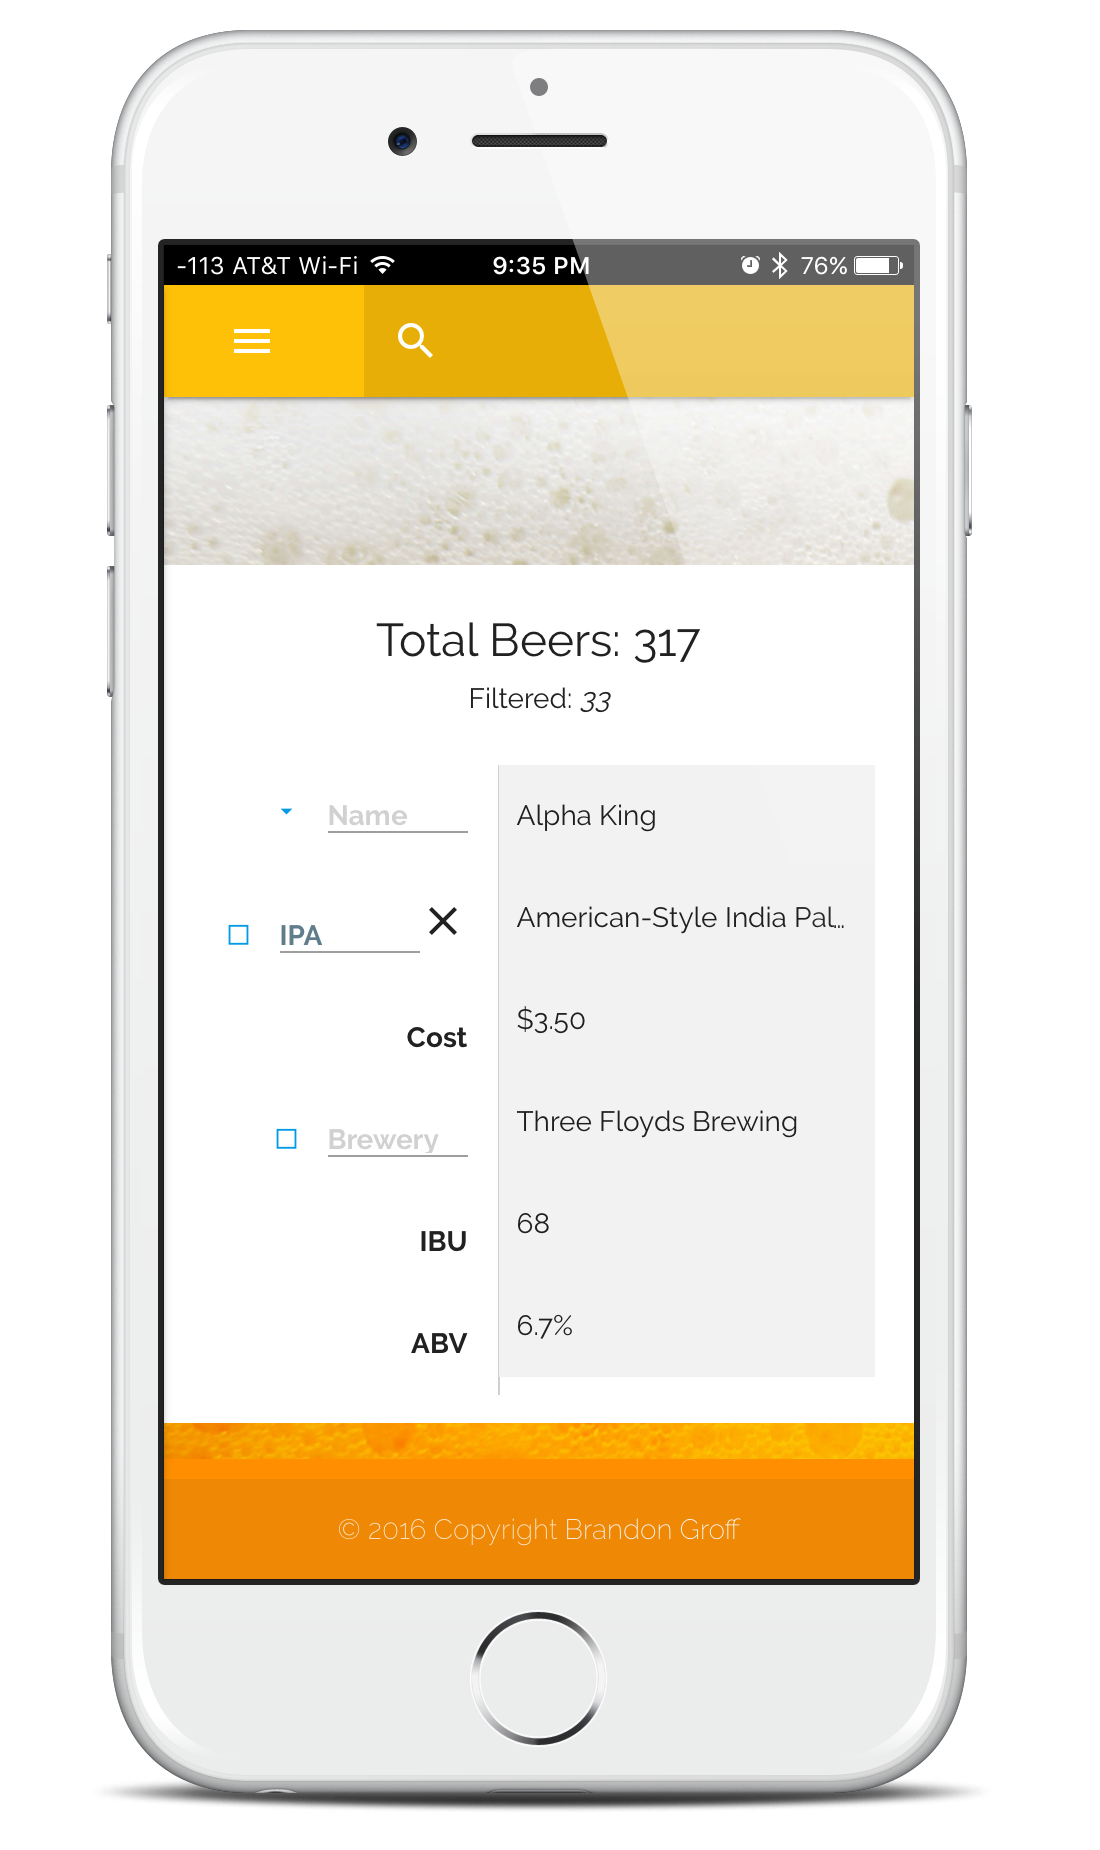 -113 AT&T Wi-Fi 9:35 PM 76%
Total Beers: 317
Filtered: 33
Name Alpha King
IPA American-Style India Pal...
Cost $3.50
Brewery Three Floyds Brewing
IBU 68
ABV 6.7%
© 2016 Copyright Brandon Groff